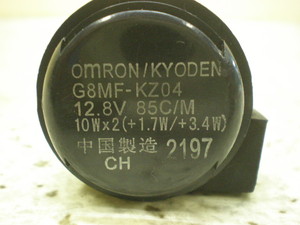 omRON/KYODEN
G8MF-KZ04
12.8V 85C/M
10W×2(+1.7W/+3.4W)
中国製造 2197
CH